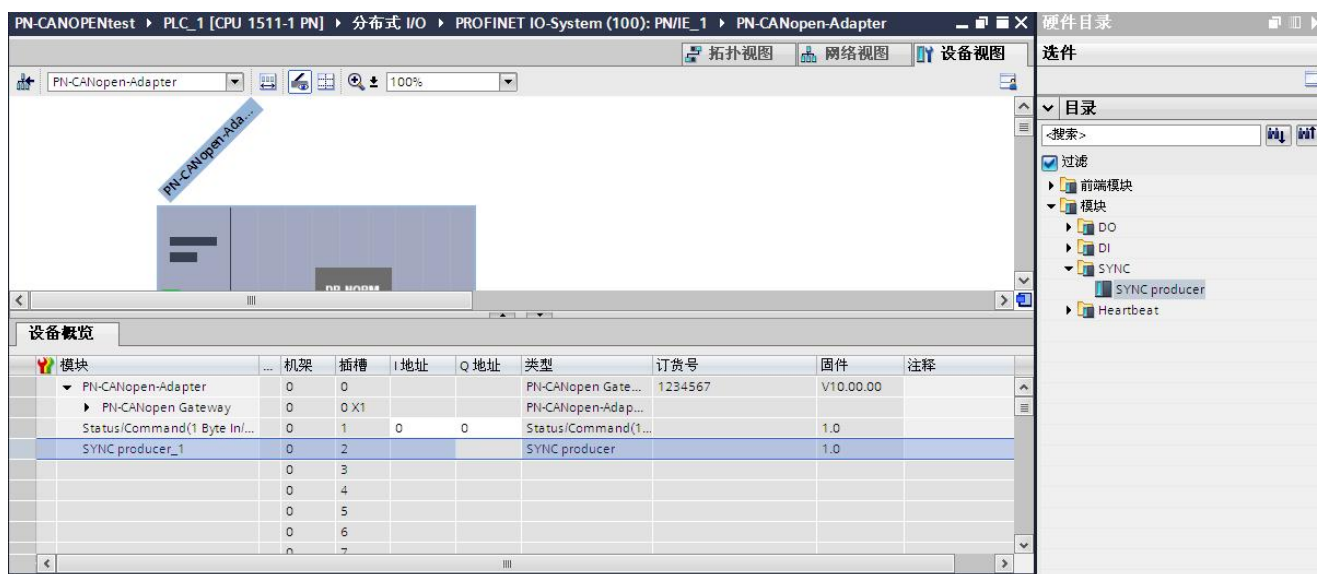 PN-CANOPENtest ▸ PLC_1 [CPU 1511-1 PN] ▸ 分布式 I/O ▸ PROFINET IO-System (100): PN/IE_1 ▸ PN-CANopen-Adapter
硬件目录
拓扑视图 网络视图 设备视图
选件
PN-CANopen-Adapter 100%
目录
PN-CANopen-Ada...
<搜索>
过滤
前端模块
模块
DO
DI
SYNC
SYNC producer
Heartbeat
DP-NORM
设备概览
模块 ... 机架 插槽 I 地址 Q 地址 类型 订货号 固件 注释
PN-CANopen-Adapter 0 0 PN-CANopen Gate... 1234567 V10.00.00
PN-CANopen Gateway 0 0 X1 PN-CANopen-Adap...
Status/Command(1 Byte In/... 0 1 0 0 Status/Command(1... 1.0
SYNC producer_1 0 2 SYNC producer 1.0
0 3
0 4
0 5
0 6
0 7